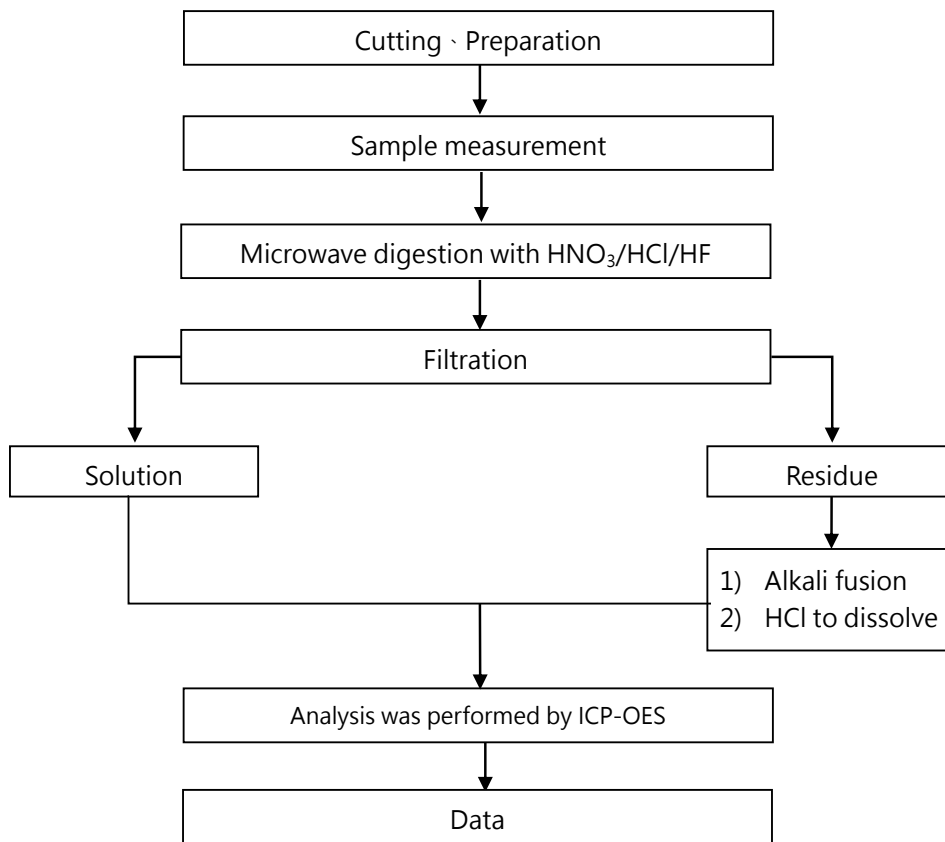 Cutting、Preparation
Sample measurement
Microwave digestion with HNO₃/HCl/HF
Filtration
Solution
Residue
1) Alkali fusion
2) HCl to dissolve
Analysis was performed by ICP-OES
Data